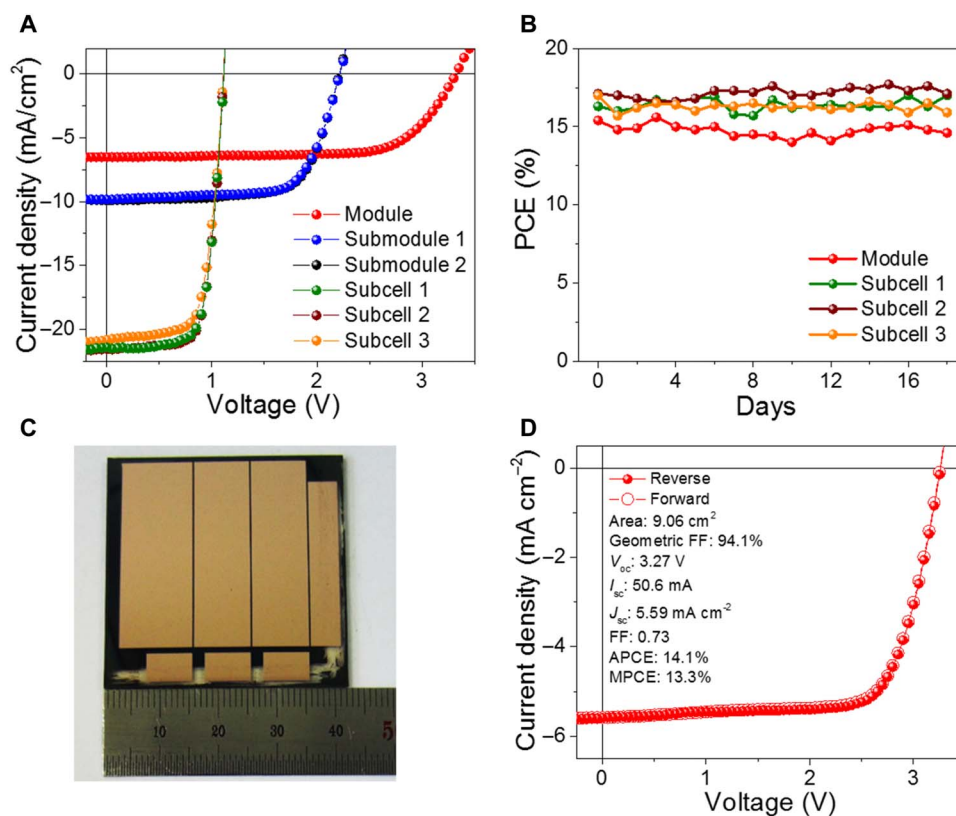 A
Current density (mA/cm²)
0
−5
−10
−15
−20
0
1
2
3
Voltage (V)
Module
Submodule 1
Submodule 2
Subcell 1
Subcell 2
Subcell 3
B
PCE (%)
20
15
10
5
0
0
4
8
12
16
Days
Module
Subcell 1
Subcell 2
Subcell 3
C
10
20
30
40
5
D
Current density (mA cm⁻²)
0
−2
−4
−6
0
1
2
3
Voltage (V)
Reverse
Forward
Area: 9.06 cm²
Geometric FF: 94.1%
Voc: 3.27 V
Isc: 50.6 mA
Jsc: 5.59 mA cm⁻²
FF: 0.73
APCE: 14.1%
MPCE: 13.3%